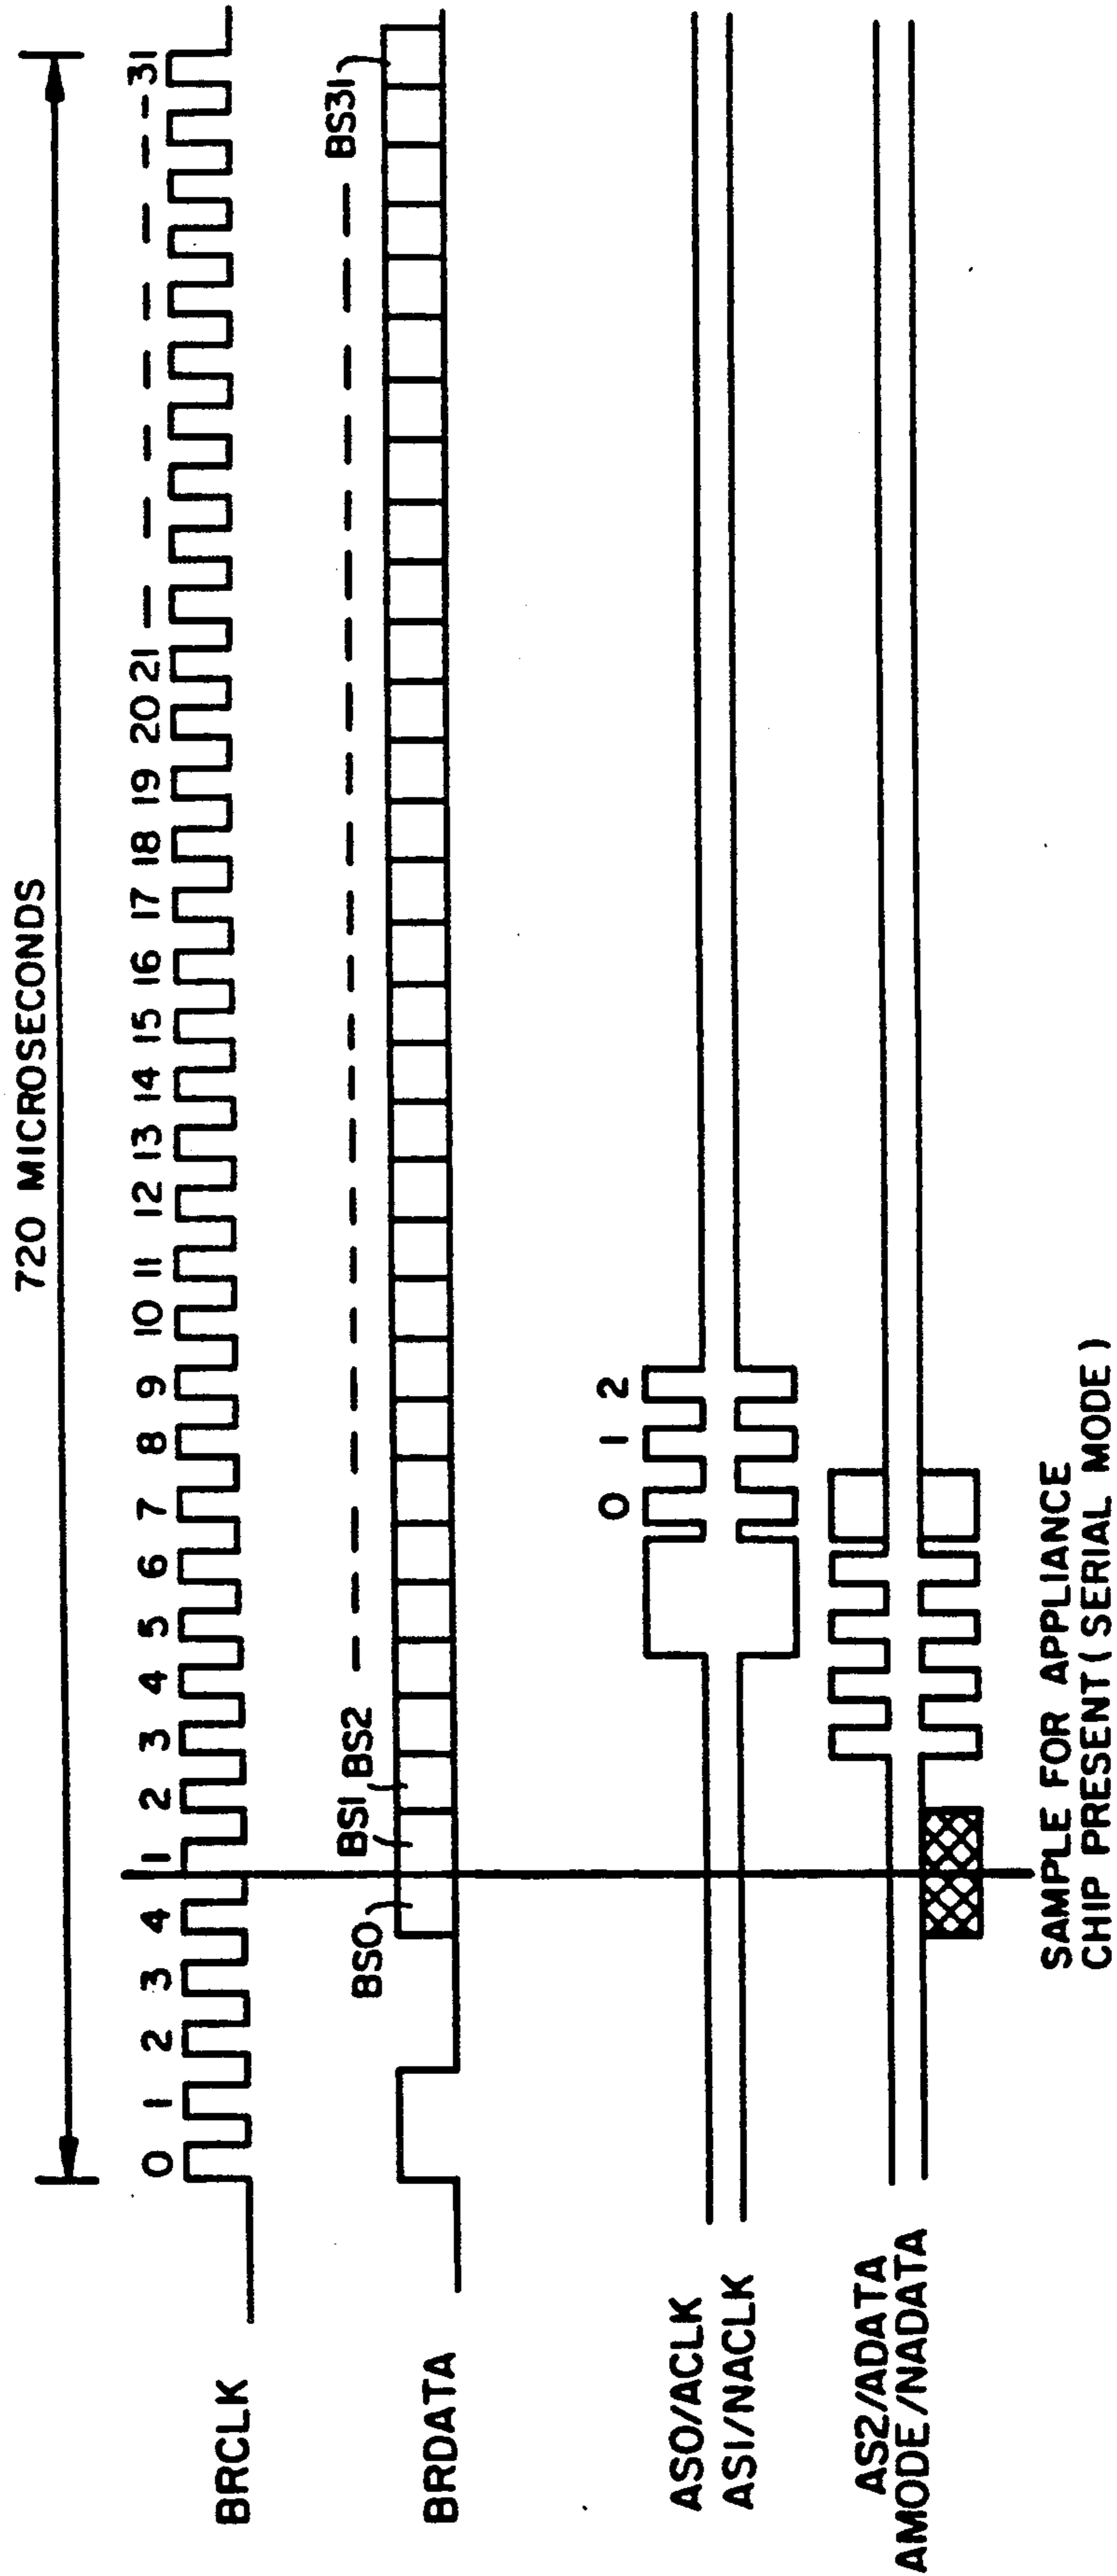 720 MICROSECONDS
0 1 2 3 4 1 2 3 4 5 6 7 8 9 10 11 12 13 14 15 16 17 18 19 20 21 31
BRCLK
BS0 BS1 BS2 BS31
BRDATA
0 1 2
AS0/ACLK
AS1/NACLK
AS2/ADATA
AMODE/NADATA
SAMPLE FOR APPLIANCE
CHIP PRESENT (SERIAL MODE)